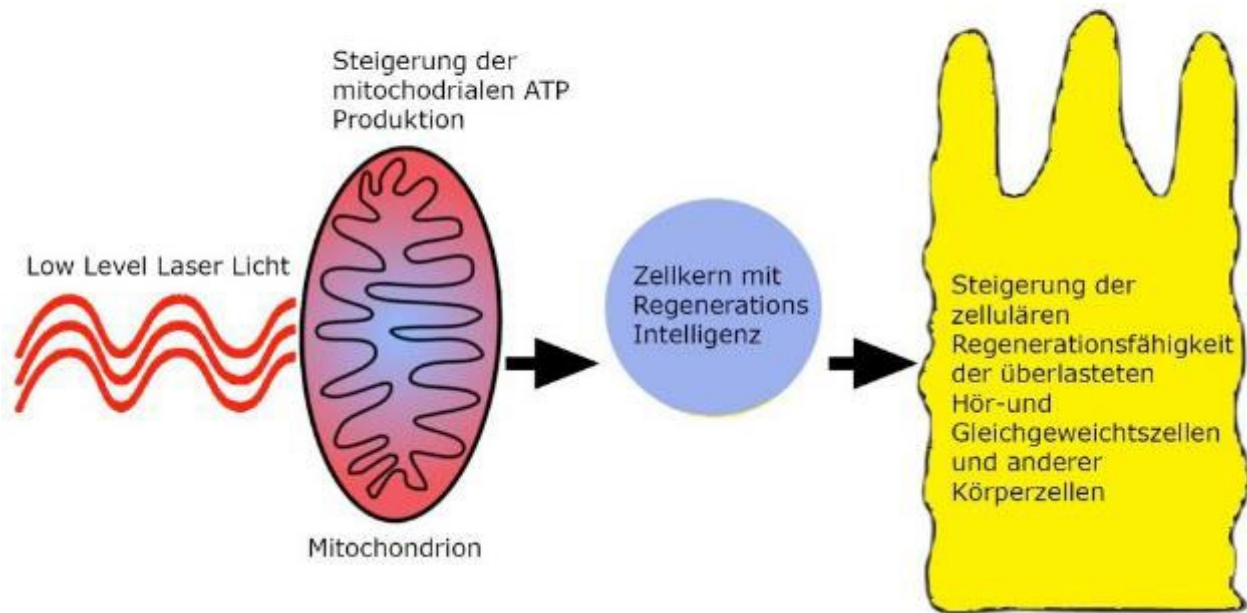 Low Level Laser Licht
Steigerung der
mitochodrialen ATP
Produktion
Mitochondrion
Zellkern mit
Regenerations
Intelligenz
Steigerung der
zellulären
Regenerationsfähigkeit
der überlasteten
Hör-und
Gleichgeweichtszellen
und anderer
Körperzellen